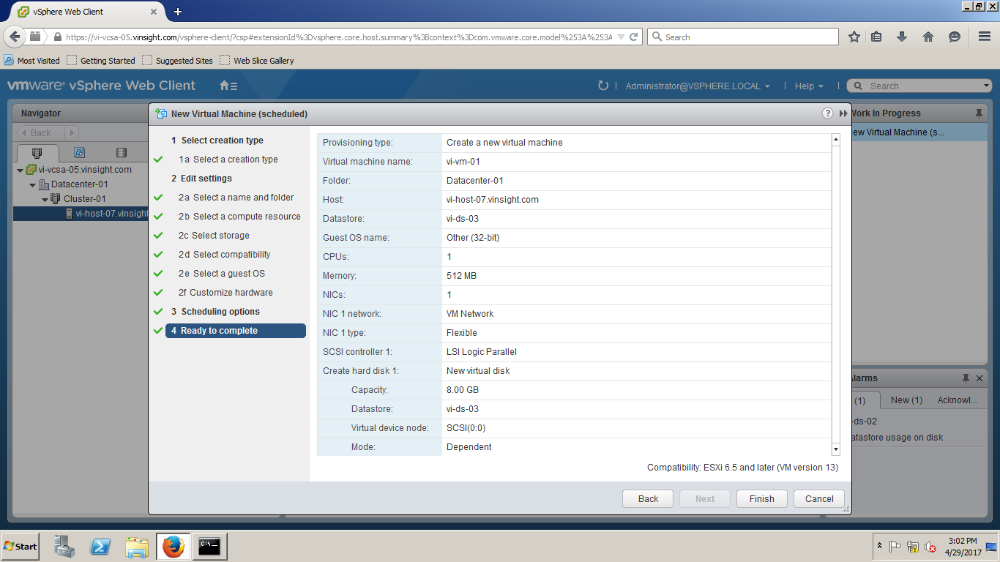 vSphere Web Client
https://vi-vcsa-05.vinsight.com/vsphere-client/?csp#extensionId%3Dvsphere.core.host.summary%3Bcontext%3Dcom.vmware.core.model%253A%253A
Search
Most Visited Getting Started Suggested Sites Web Slice Gallery
vmware® vSphere Web Client
Administrator@VSPHERE.LOCAL
Help
Search
Navigator
Back
vi-vcsa-05.vinsight.com
Datacenter-01
Cluster-01
vi-host-07.vinsight
New Virtual Machine (scheduled)
?
1 Select creation type
1a Select a creation type
2 Edit settings
2a Select a name and folder
2b Select a compute resource
2c Select storage
2d Select compatibility
2e Select a guest OS
2f Customize hardware
3 Scheduling options
4 Ready to complete
Provisioning type: Create a new virtual machine
Virtual machine name: vi-vm-01
Folder: Datacenter-01
Host: vi-host-07.vinsight.com
Datastore: vi-ds-03
Guest OS name: Other (32-bit)
CPUs: 1
Memory: 512 MB
NICs: 1
NIC 1 network: VM Network
NIC 1 type: Flexible
SCSI controller 1: LSI Logic Parallel
Create hard disk 1: New virtual disk
Capacity: 8.00 GB
Datastore: vi-ds-03
Virtual device node: SCSI(0:0)
Mode: Dependent
Compatibility: ESXi 6.5 and later (VM version 13)
Back Next Finish Cancel
Work In Progress
ew Virtual Machine (s...
larms
(1) New (1) Acknowl...
-ds-02
atastore usage on disk
Start
C:\.
3:02 PM
4/29/2017